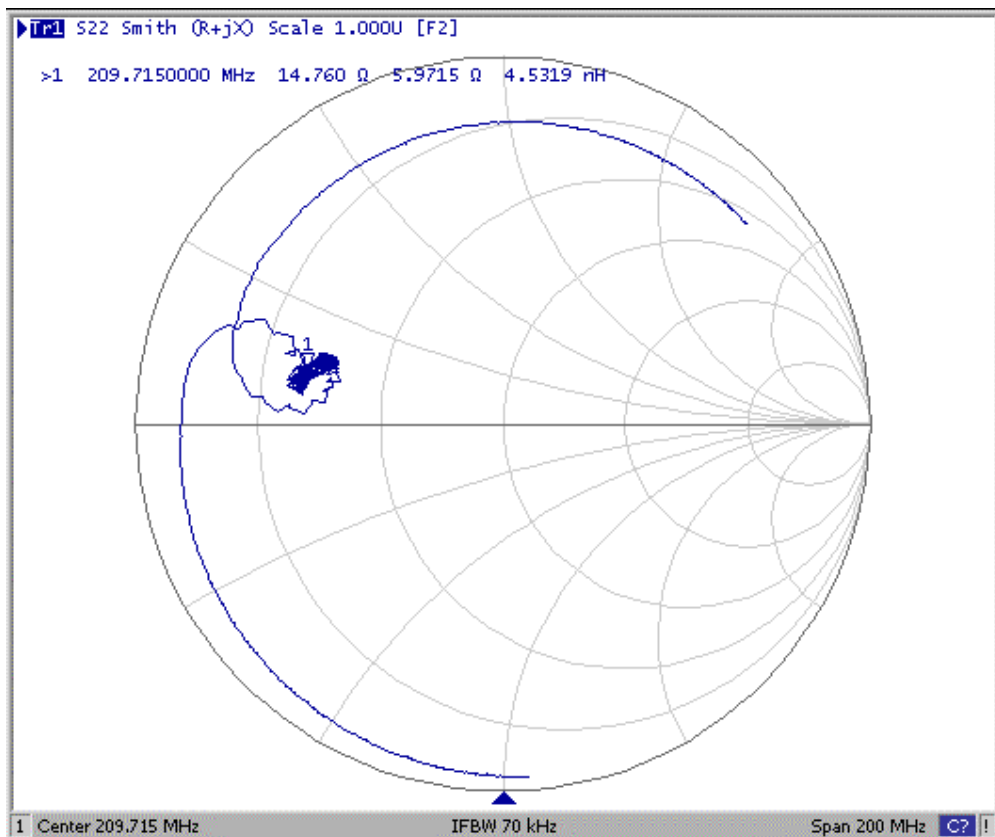 Tr1 S22 Smith (R+jX) Scale 1.000U [F2]
>1 209.7150000 MHz 14.760 Ω 5.9715 Ω 4.5319 nH
1
1 Center 209.715 MHz IFBW 70 kHz Span 200 MHz C? !